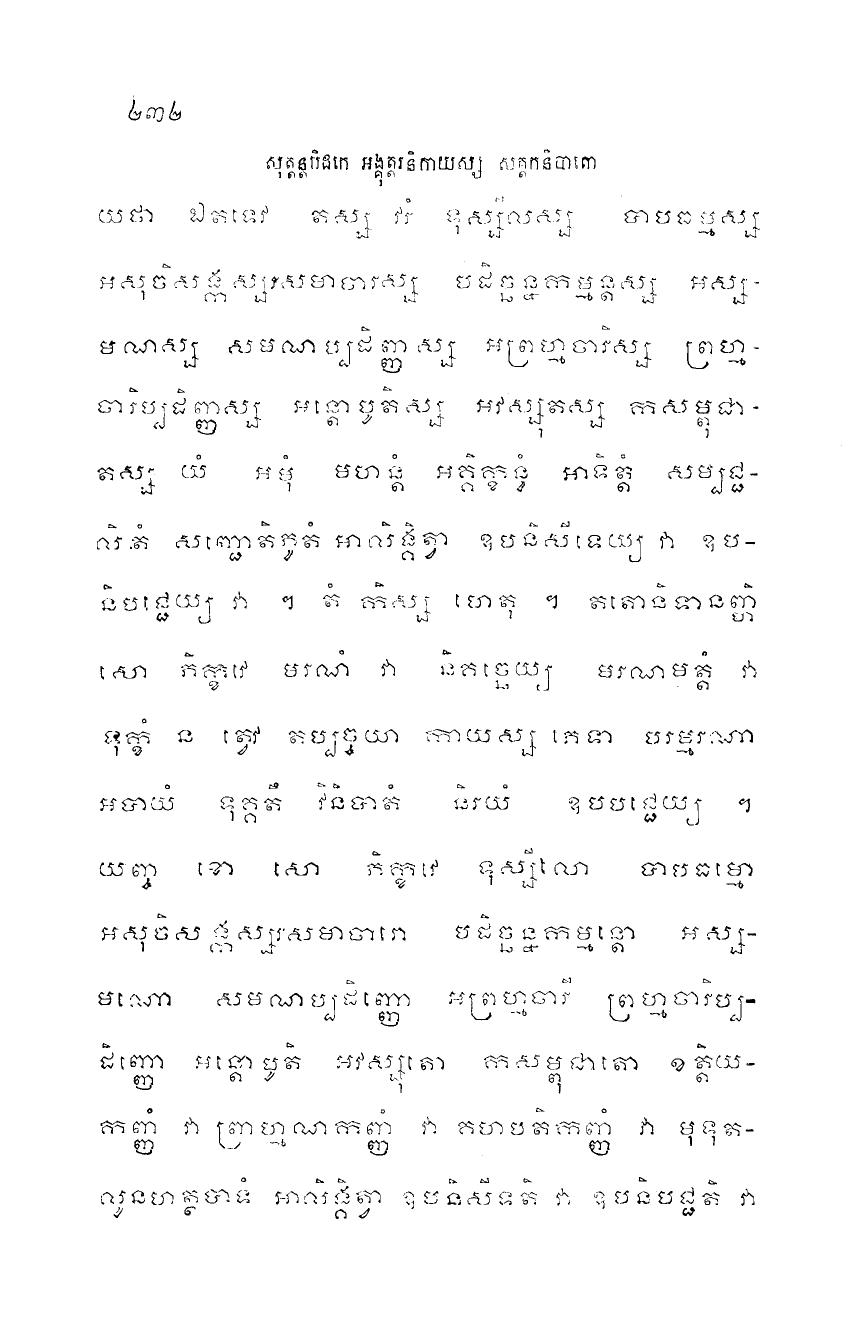 ២៣២
សុត្តន្តបិដកេ អង្គុត្តរនិកាយស្ស សត្តកនិបាតោ
យថា ឯតទេវ តស្ស វរំ ទុស្សីលស្ស បាបធម្មស្ស
អសុចិសង្កស្សរសមាចារស្ស បដិច្ឆន្នកម្មន្តស្ស អស្ស-
មណស្ស សមណប្បដិញ្ញស្ស អព្រហ្មចារិស្ស ព្រហ្ម-
ចារិប្បដិញ្ញស្ស អន្តោបូតិស្ស អវស្សុតស្ស កសម្ពុជា-
តស្ស យំ អមុំ មហន្តំ អគ្គិក្ខន្ធំ អាទិត្តំ សម្បជ្ជ-
លិតំ សញ្ជោតិភូតំ អាលិង្គិត្វា ឧបនិសីទេយ្យ វា ឧប-
និបជ្ជេយ្យ វា ។ តំ កិស្ស ហេតុ ។ តតោនិទានញ្ហិ
សោ ភិក្ខវេ មរណំ វា និគច្ឆេយ្យ មរណមត្តំ វា
ទុក្ខំ ន ត្វេវ តប្បច្ចយា កាយស្ស ភេទា បរម្មរណា
អបាយំ ទុគ្គតឹ វិនិបាតំ និរយំ ឧបបជ្ជេយ្យ ។
យញ្ច ខោ សោ ភិក្ខវេ ទុស្សីលោ បាបធម្មោ
អសុចិសង្កស្សរសមាចារោ បដិច្ឆន្នកម្មន្តោ អស្ស-
មណោ សមណប្បដិញ្ញោ អព្រហ្មចារី ព្រហ្មចារិប្ប-
ដិញ្ញោ អន្តោបូតិ អវស្សុតោ កសម្ពុជាតោ ខត្តិយ-
កញ្ញំ វា ព្រាហ្មណកញ្ញំ វា គហបតិកញ្ញំ វា មុទុត-
លូនហត្ថបាទំ អាលិង្គិត្វា ឧបនិសីទតិ វា ឧបនិបជ្ជតិ វា